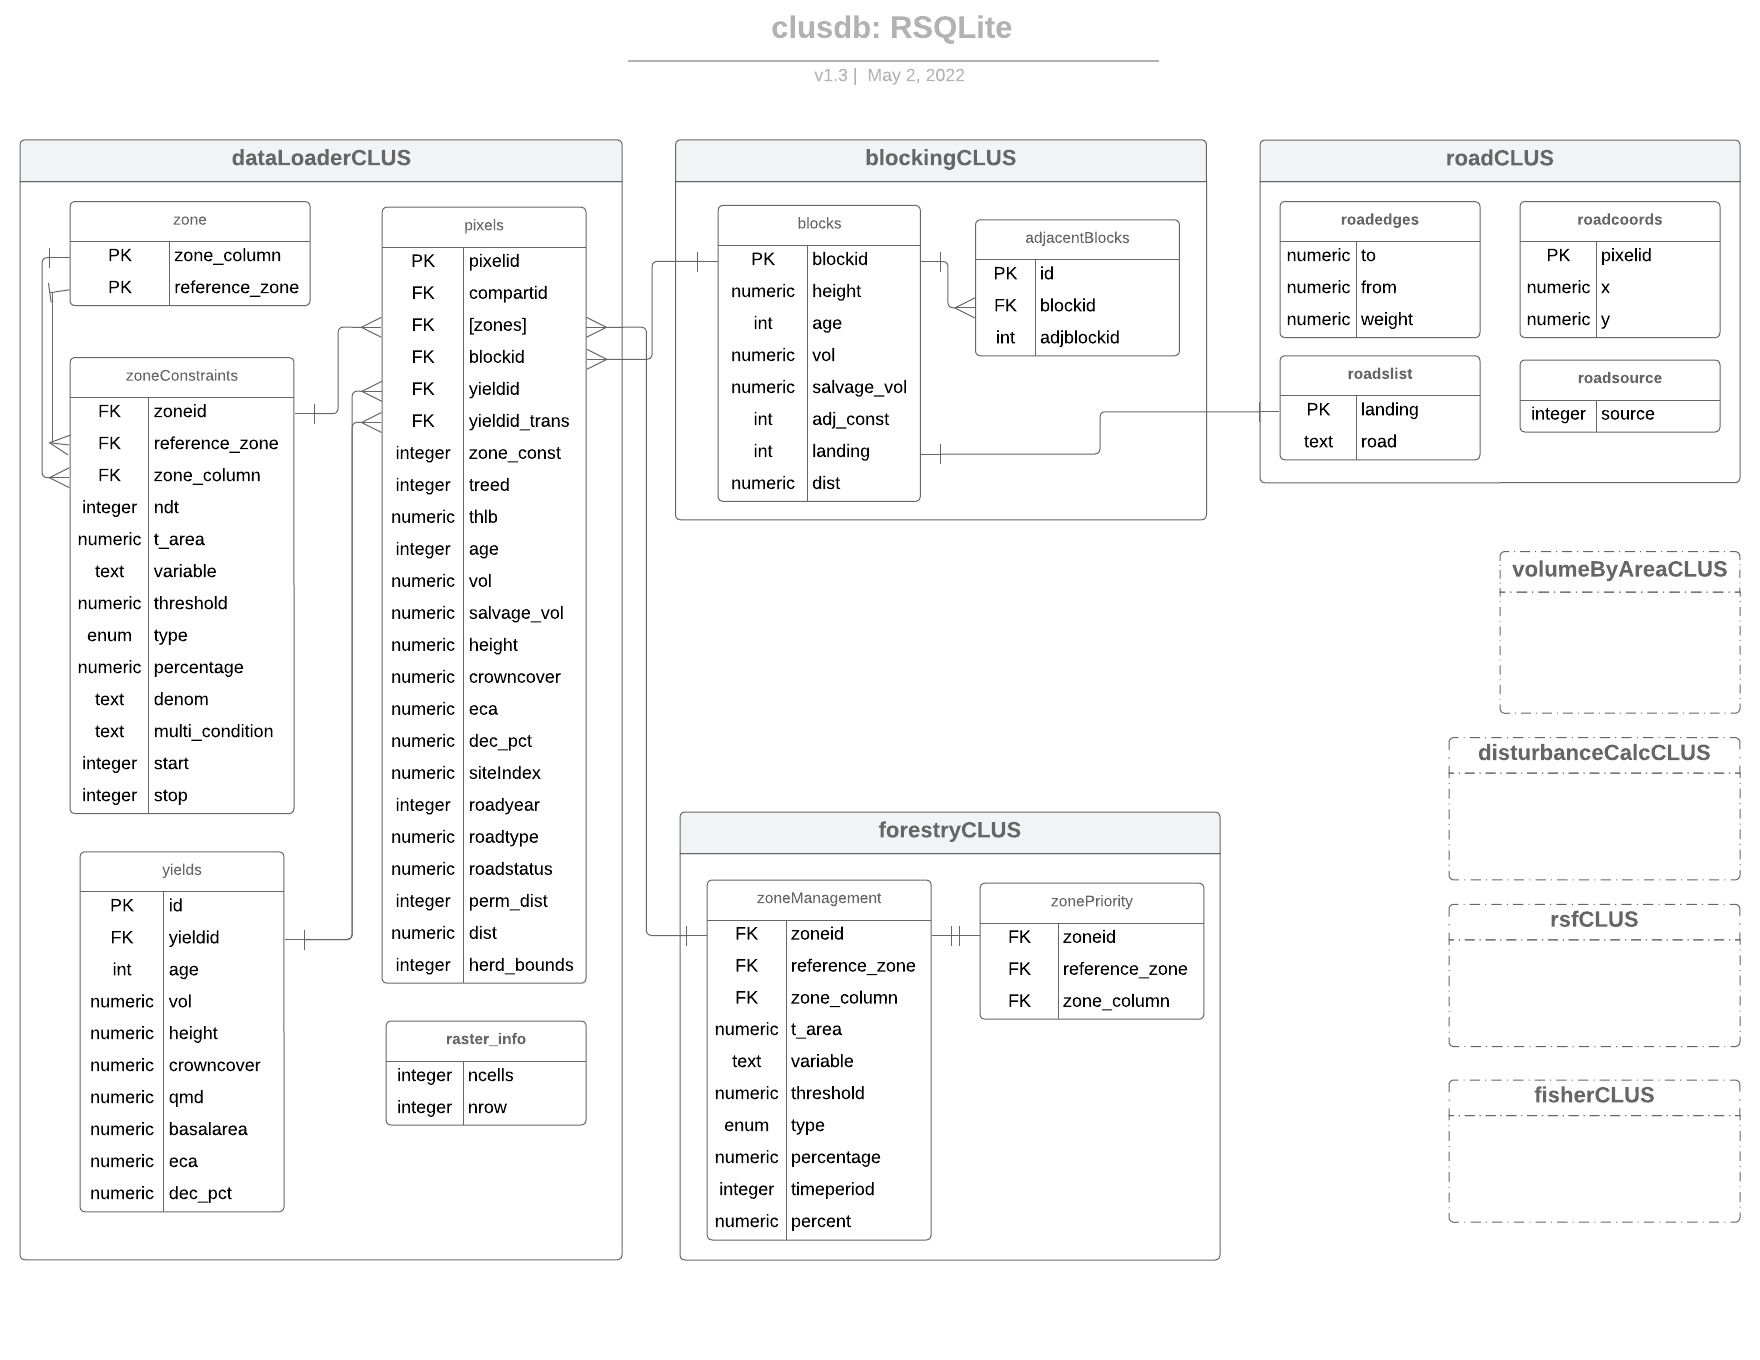 clusdb: RSQLite
v1.3 | May 2, 2022
dataLoaderCLUS
zone
PK zone_column
PK reference_zone
zoneConstraints
FK zoneid
FK reference_zone
FK zone_column
integer ndt
numeric t_area
text variable
numeric threshold
enum type
numeric percentage
text denom
text multi_condition
integer start
integer stop
yields
PK id
FK yieldid
int age
numeric vol
numeric height
numeric crowncover
numeric qmd
numeric basalarea
numeric eca
numeric dec_pct
pixels
PK pixelid
FK compartid
FK [zones]
FK blockid
FK yieldid
FK yieldid_trans
integer zone_const
integer treed
numeric thlb
integer age
numeric vol
numeric salvage_vol
numeric height
numeric crowncover
numeric eca
numeric dec_pct
numeric siteIndex
integer roadyear
numeric roadtype
numeric roadstatus
integer perm_dist
numeric dist
integer herd_bounds
raster_info
integer ncells
integer nrow
blockingCLUS
blocks
PK blockid
numeric height
int age
numeric vol
numeric salvage_vol
int adj_const
int landing
numeric dist
adjacentBlocks
PK id
FK blockid
int adjblockid
roadCLUS
roadedges
numeric to
numeric from
numeric weight
roadcoords
PK pixelid
numeric x
numeric y
roadslist
PK landing
text road
roadsource
integer source
forestryCLUS
zoneManagement
FK zoneid
FK reference_zone
FK zone_column
numeric t_area
text variable
numeric threshold
enum type
numeric percentage
integer timeperiod
numeric percent
zonePriority
FK zoneid
FK reference_zone
FK zone_column
volumeByAreaCLUS
disturbanceCalcCLUS
rsfCLUS
fisherCLUS